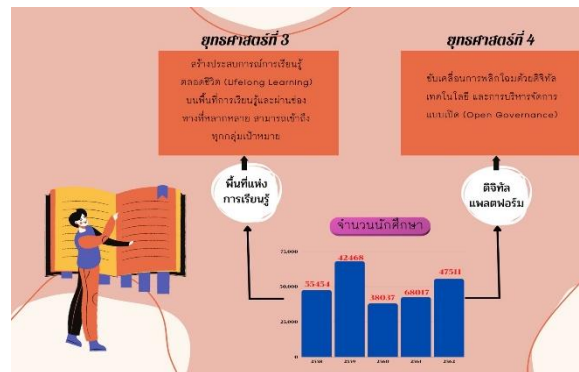 ยุทธศาสตร์ที่ 3
สร้างประสบการณ์การเรียนรู้
ตลอดชีวิต (Lifelong Learning)
บนพื้นที่การเรียนรู้และผ่านช่อง
ทางที่หลากหลาย สามารถเข้าถึง
ทุกกลุ่มเป้าหมาย
ยุทธศาสตร์ที่ 4
ขับเคลื่อนการพลิกโฉมด้วยดิจิทัล
เทคโนโลยี และการบริหารจัดการ
แบบเปิด (Open Governance)
พื้นที่แห่ง
การเรียนรู้
ดิจิทัล
แพลตฟอร์ม
จำนวนนักศึกษา
75,000
50,000
25,000
0
35454
42468
38037
68017
47511
2558
2559
2560
2561
2562